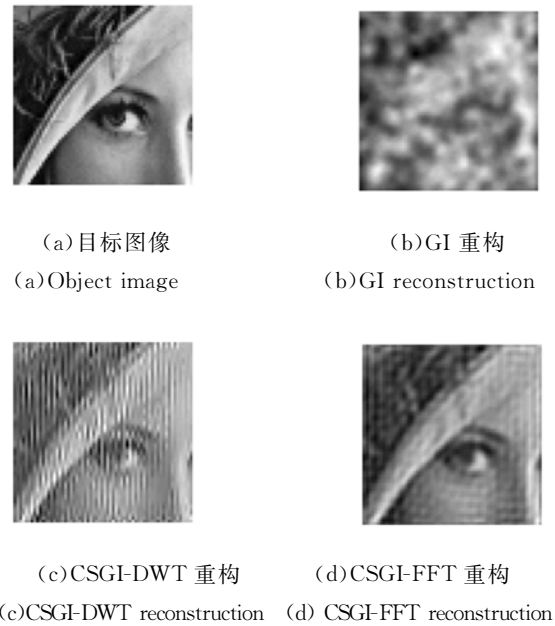 (a)目标图像
(b)GI 重构
(a)Object image
(b)GI reconstruction
(c)CSGI-DWT 重构
(d)CSGI-FFT 重构
(c)CSGI-DWT reconstruction
(d) CSGI-FFT reconstruction